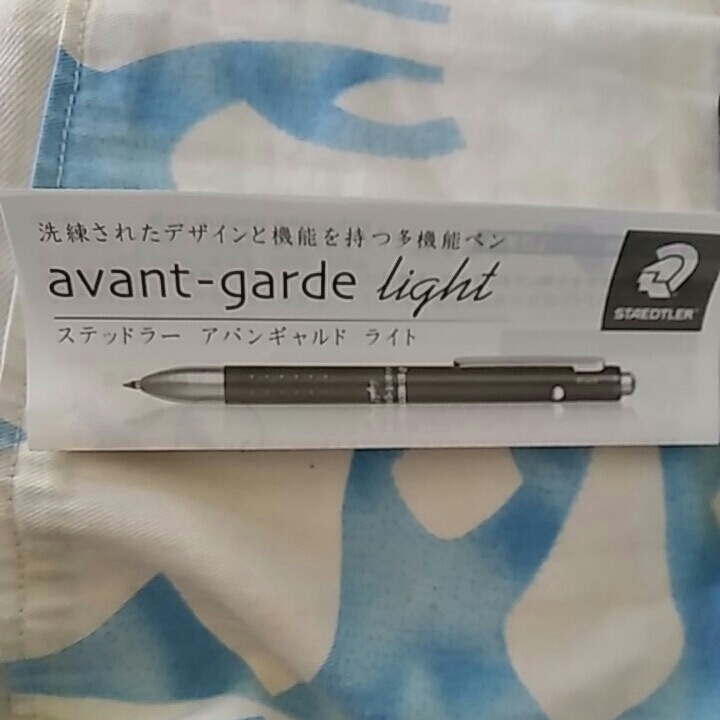 洗練されたデザインと機能を持つ多機能ペン
avant-garde light
STAEDTLER
ステッドラー アバンギャルド ライト